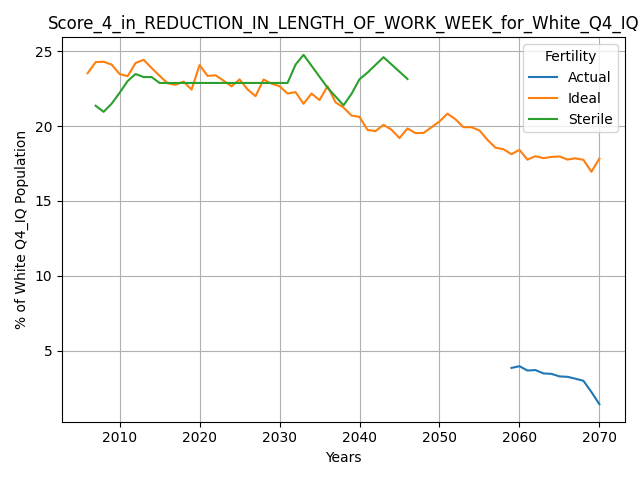 Score_4_in_REDUCTION_IN_LENGTH_OF_WORK_WEEK_for_White_Q4_IQ
Fertility
Actual
Ideal
Sterile
% of White Q4_IQ Population
25
20
15
10
5
2010 2020 2030 2040 2050 2060 2070
Years